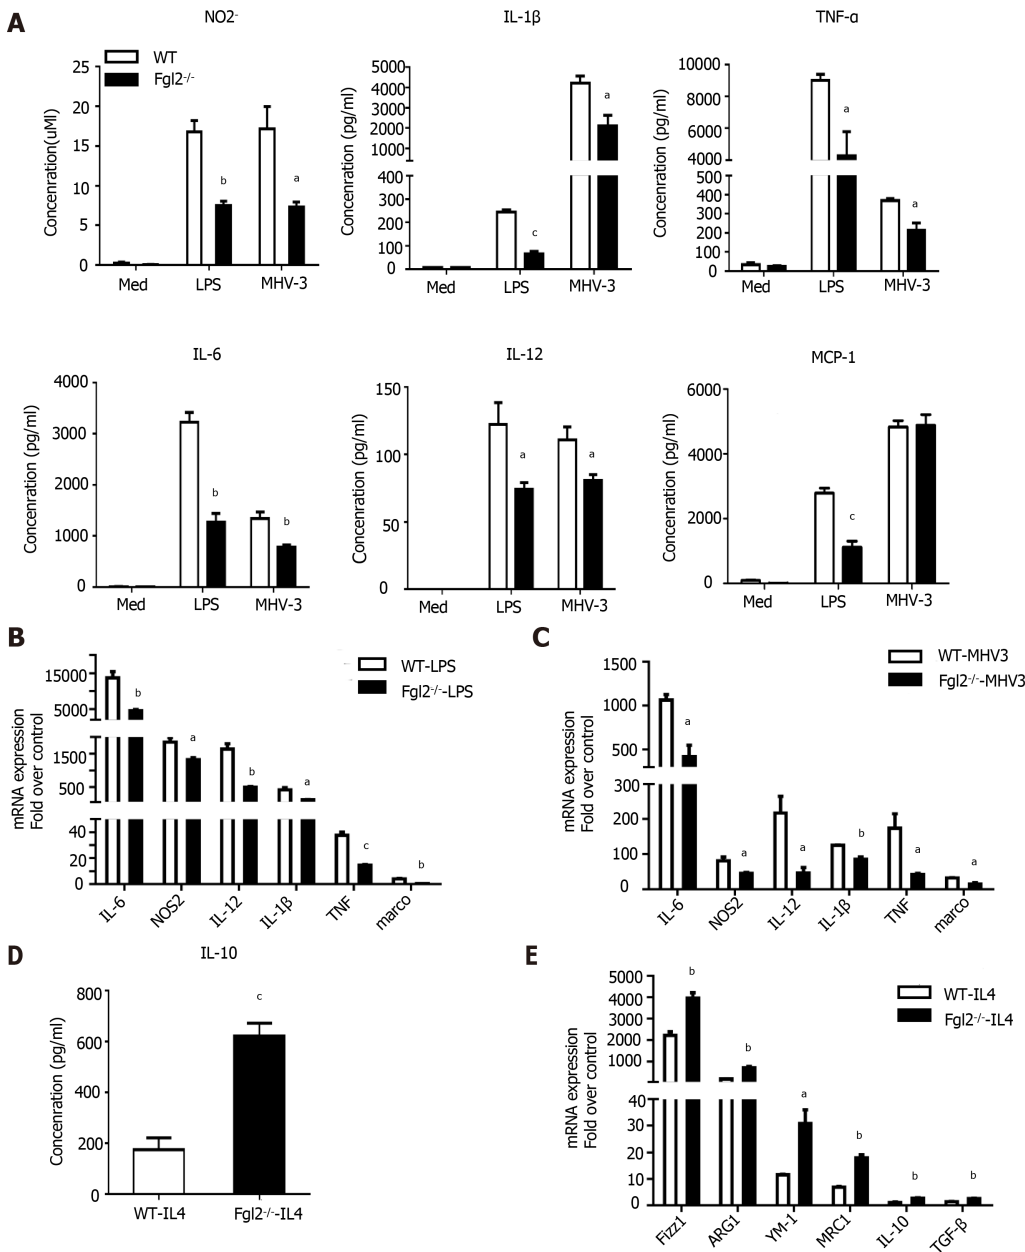 A
NO2-
WT
Fgl2-/-
Concenration(uMl)
25
20
15
10
5
0
b
a
Med
LPS
MHV-3
IL-1β
Concenration (pg/ml)
5000
4000
3000
2000
1000
400
300
200
100
0
c
a
Med
LPS
MHV-3
TNF-α
Concenration (pg/ml)
10000
8000
6000
4000
500
400
300
200
100
0
a
a
Med
LPS
MHV-3
IL-6
Concenration (pg/ml)
4000
3000
2000
1000
0
b
b
Med
LPS
MHV-3
IL-12
Concenration (pg/ml)
150
100
50
0
a
a
Med
LPS
MHV-3
MCP-1
Concenration (pg/ml)
6000
4000
2000
0
c
Med
LPS
MHV-3
B
WT-LPS
Fgl2-/--LPS
mRNA expression
Fold over control
15000
5000
1500
500
40
20
0
b
a
b
a
c
b
IL-6
NOS2
IL-12
IL-1β
TNF
marco
C
WT-MHV3
Fgl2-/--MHV3
mRNA expression
Fold over control
1500
1000
500
300
200
100
0
a
a
a
b
a
a
IL-6
NOS2
IL-12
IL-1β
TNF
marco
D
IL-10
Concenration (pg/ml)
800
600
400
200
0
c
WT-IL4
Fgl2-/--IL4
E
WT-IL4
Fgl2-/--IL4
mRNA expression
Fold over control
5000
4000
3000
2000
1000
40
30
20
10
0
b
b
a
b
b
b
Fizz1
ARG1
YM-1
MRC1
IL-10
TGF-β